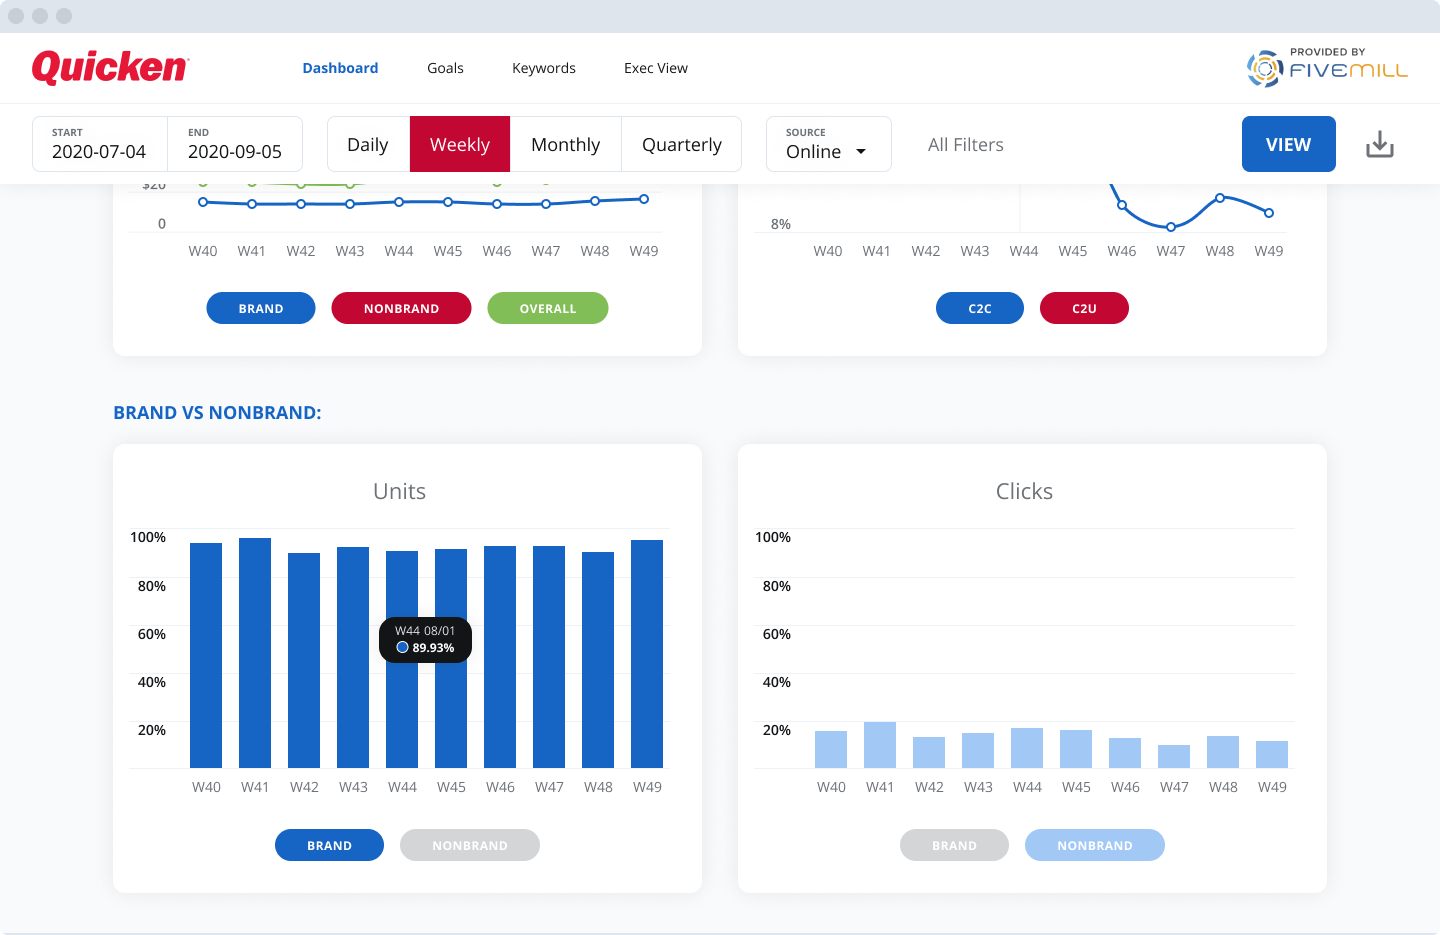 Quicken
Dashboard
Goals
Keywords
Exec View
PROVIDED BY
FIVEMILL
START
2020-07-04
END
2020-09-05
Daily
Weekly
Monthly
Quarterly
SOURCE
Online
All Filters
VIEW
$20
0
W40 W41 W42 W43 W44 W45 W46 W47 W48 W49
BRAND
NONBRAND
OVERALL
8%
W40 W41 W42 W43 W44 W45 W46 W47 W48 W49
C2C
C2U
BRAND VS NONBRAND:
Units
100%
80%
60%
40%
20%
W44 08/01
89.93%
W40 W41 W42 W43 W44 W45 W46 W47 W48 W49
BRAND
NONBRAND
Clicks
100%
80%
60%
40%
20%
W40 W41 W42 W43 W44 W45 W46 W47 W48 W49
BRAND
NONBRAND